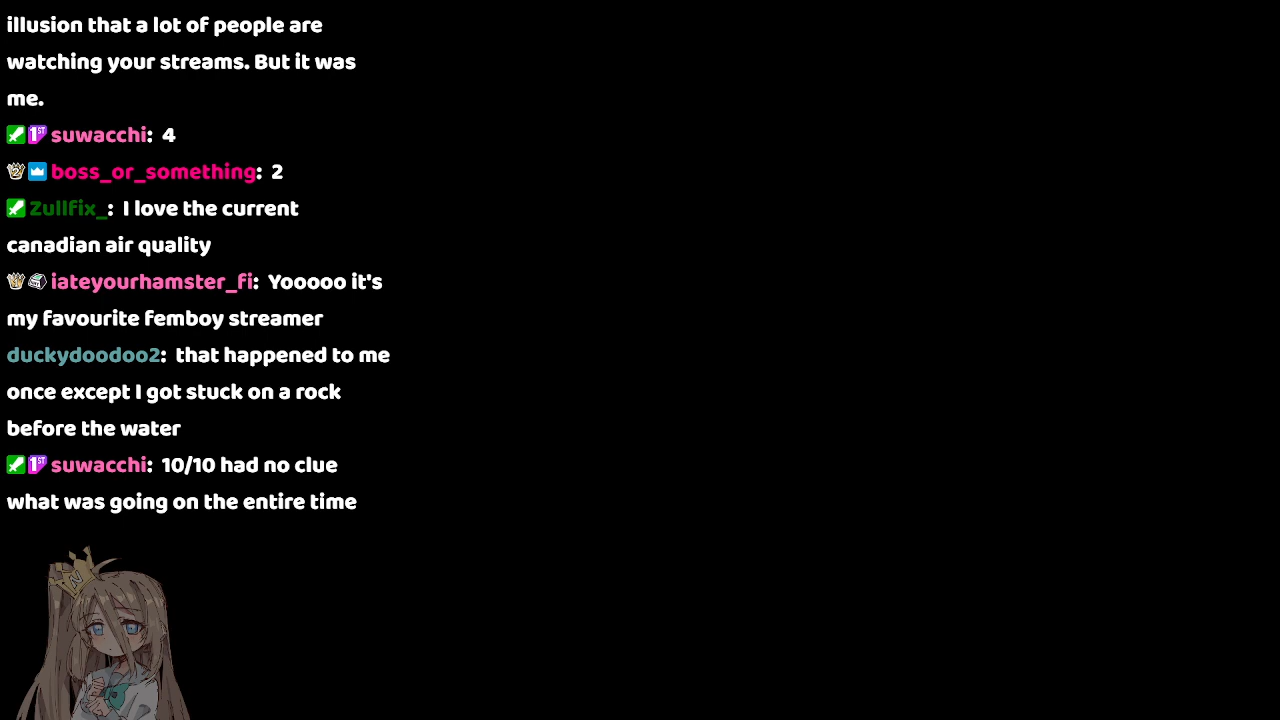 illusion that a lot of people are
watching your streams. But it was
me.
1ST suwacchi: 4
2 boss_or_something: 2
Zullfix_: I love the current
canadian air quality
iateyourhamster_fi: Yooooo it's
my favourite femboy streamer
duckydoodoo2: that happened to me
once except I got stuck on a rock
before the water
1ST suwacchi: 10/10 had no clue
what was going on the entire time
N